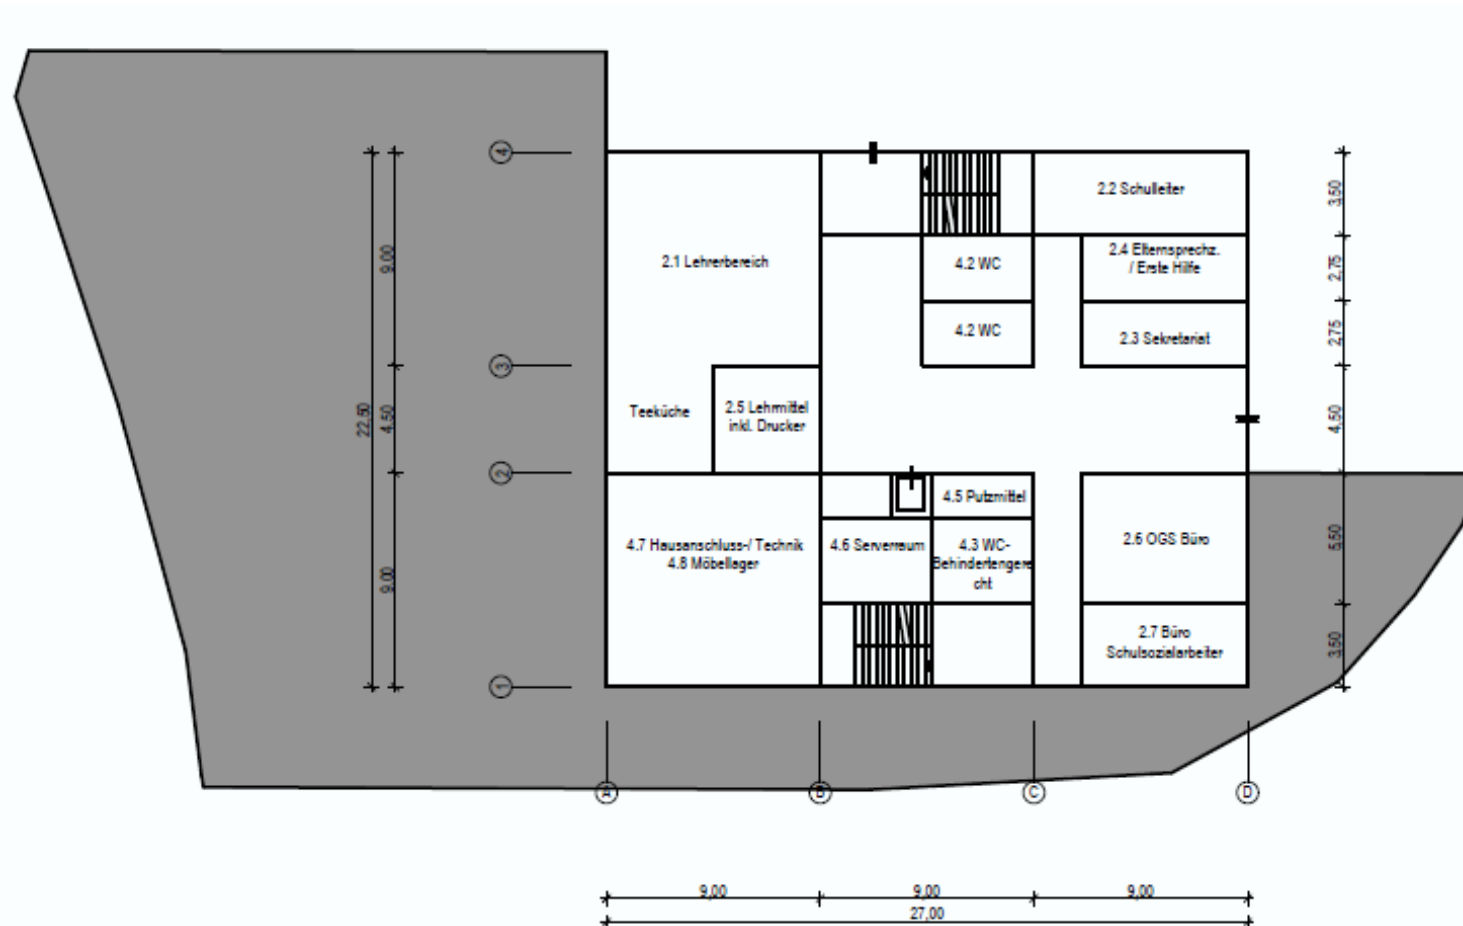 4
2.2 Schulleiter
3,50
9,00
2.1 Lehrerbereich
4.2 WC
2.4 Elternsprechz.
/ Erste Hilfe
2,75
4.2 WC
2.3 Sekretariat
2,75
3
22,50
4,50
Teeküche
2.5 Lehrmittel
inkl. Drucker
4,50
2
4.5 Putzmittel
4.7 Hausanschluss-/ Technik
4.8 Möbellager
4.6 Serverraum
4.3 WC-
Behindertengere
cht
2.6 OGS Büro
5,50
9,00
2.7 Büro
Schulsozialarbeiter
3,50
1
A
B
C
D
9,00
9,00
9,00
27,00